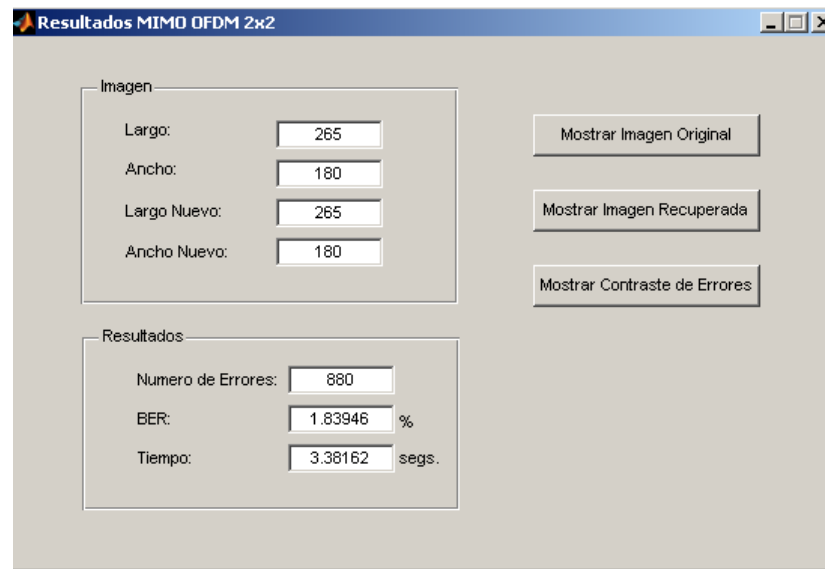 Resultados MIMO OFDM 2x2
Imagen
Largo: 265
Ancho: 180
Largo Nuevo: 265
Ancho Nuevo: 180
Mostrar Imagen Original
Mostrar Imagen Recuperada
Mostrar Contraste de Errores
Resultados
Numero de Errores: 880
BER: 1.83946 %
Tiempo: 3.38162 segs.